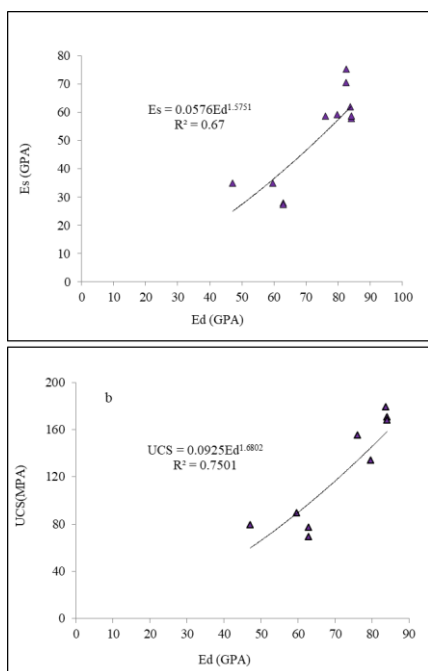 80
70
60
50
40
30
20
10
0
Es (GPA)
Es = 0.0576Ed^1.5751
R² = 0.67
0 10 20 30 40 50 60 70 80 90 100
Ed (GPA)
b
200
160
120
80
40
0
UCS(MPA)
UCS = 0.0925Ed^1.6802
R² = 0.7501
0 10 20 30 40 50 60 70 80 90
Ed (GPA)